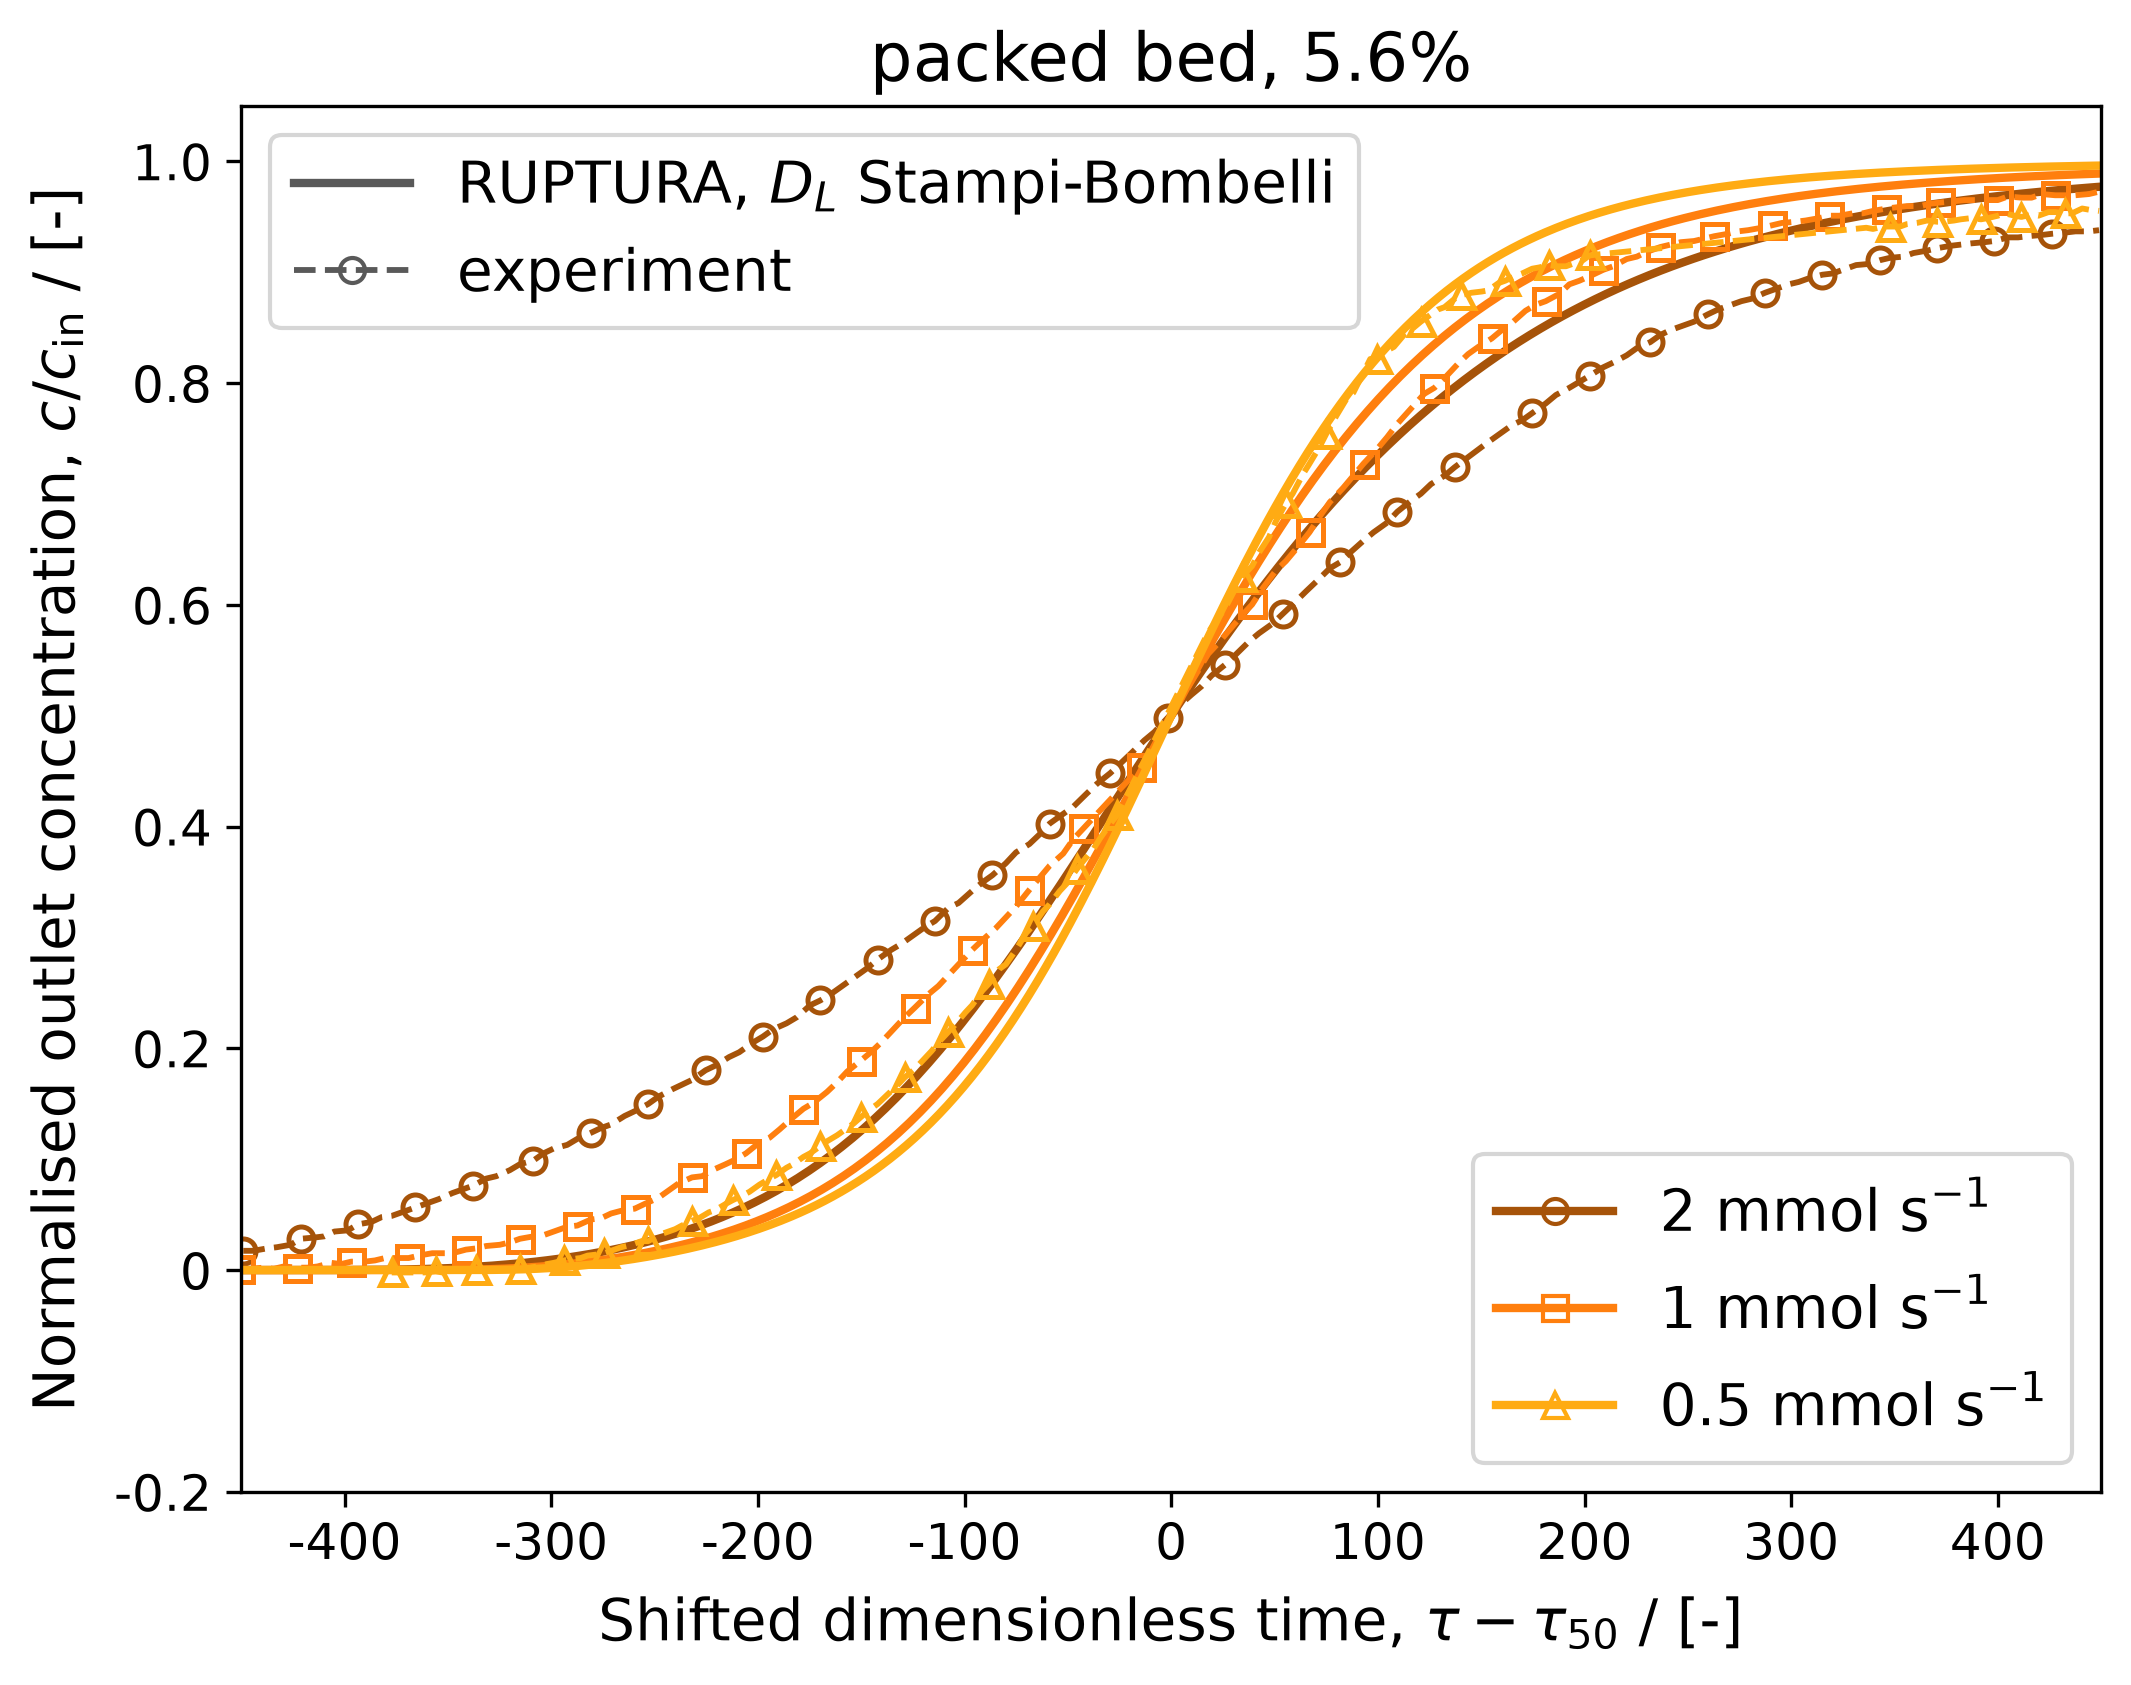 packed bed, 5.6%
RUPTURA, D_L Stampi-Bombelli
experiment
Normalised outlet concentration, c/c_in / [-]
1.0
0.8
0.6
0.4
0.2
0
-0.2
2 mmol s⁻¹
1 mmol s⁻¹
0.5 mmol s⁻¹
-400 -300 -200 -100 0 100 200 300 400
Shifted dimensionless time, τ − τ₅₀ / [-]